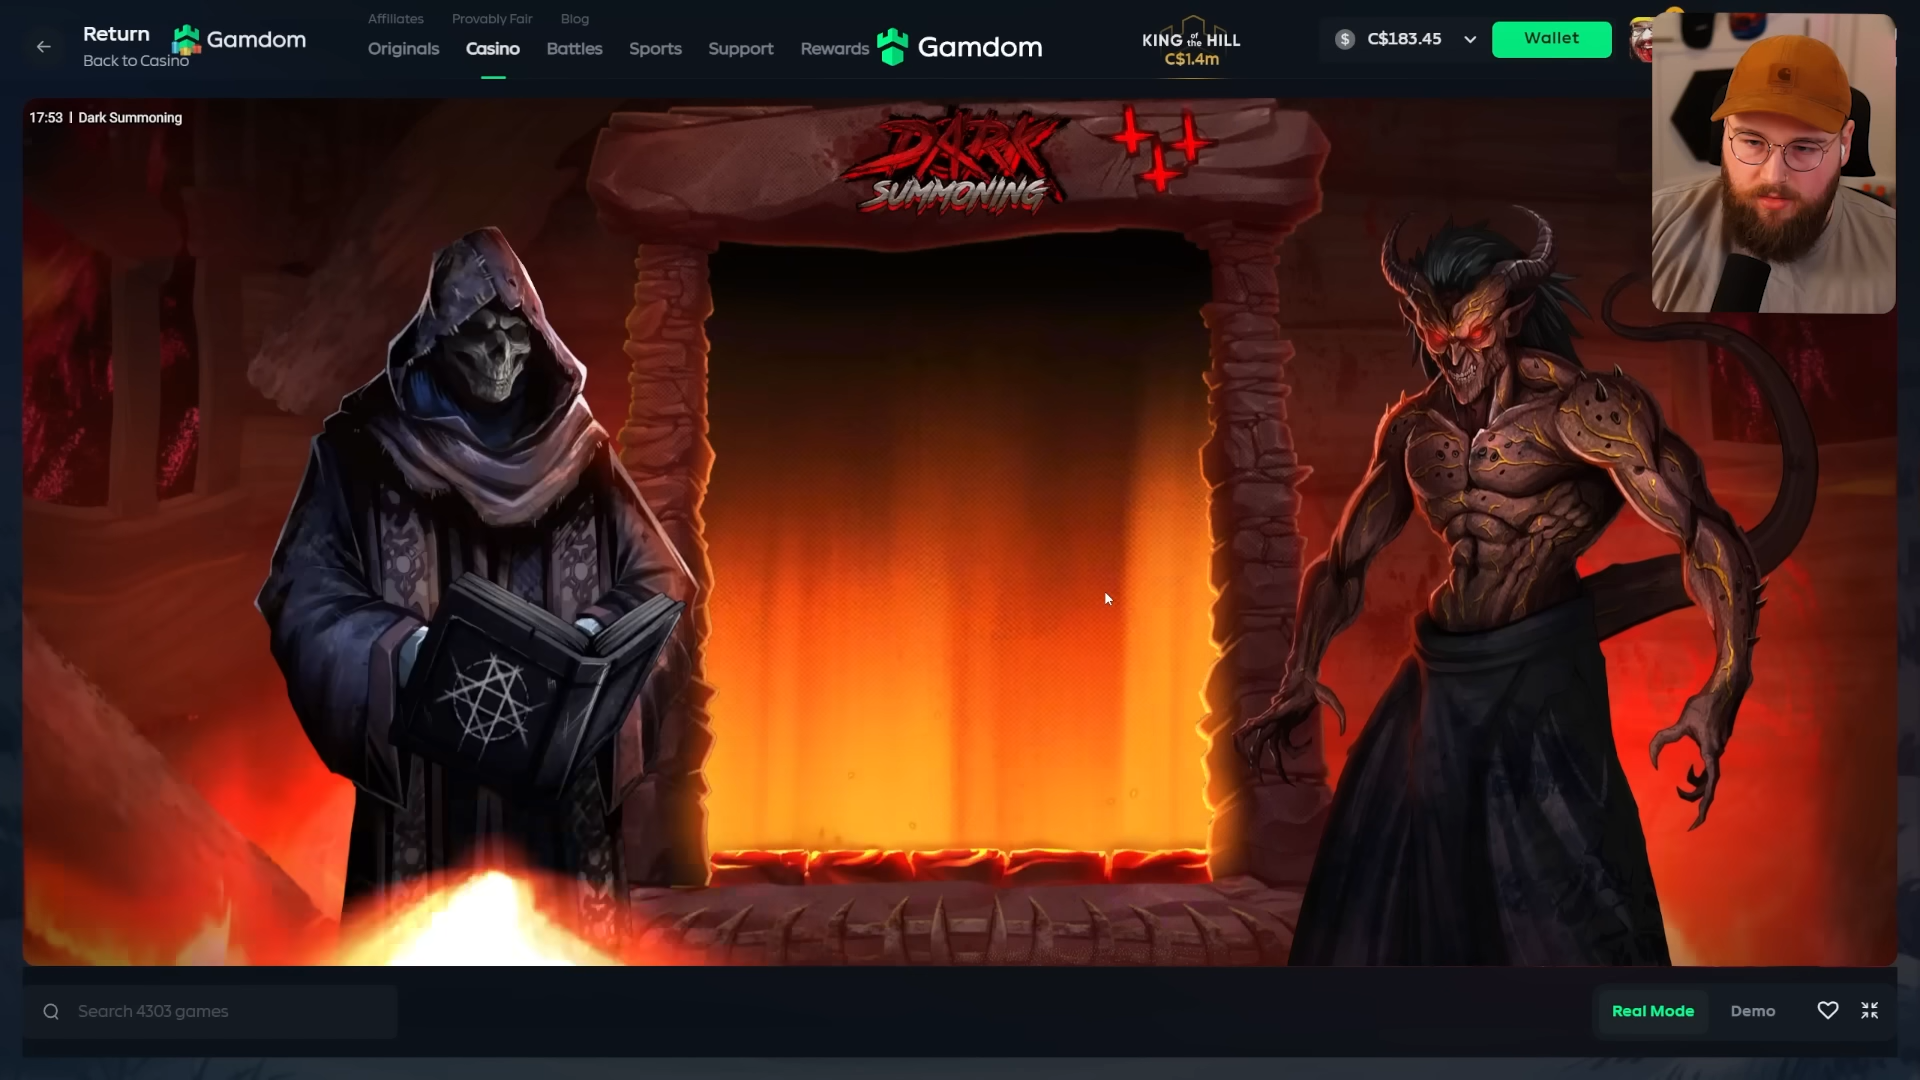 Affiliates Provably Fair Blog
Return
Back to Casino
Gamdom
Originals Casino Battles Sports Support Rewards
Gamdom
KING of the HILL
C$1.4m
$ C$183.45
Wallet
17:53 | Dark Summoning
DARK
SUMMONING
Search 4303 games
Real Mode Demo